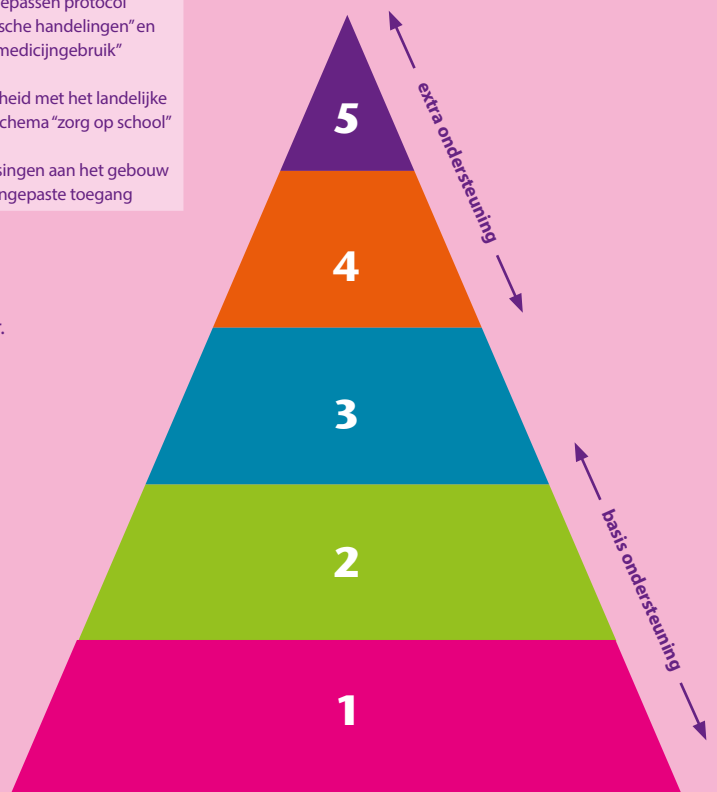 epassen protocol
sche handelingen” en
medicijngebruik”
heid met het landelijke
chema “zorg op school”
singen aan het gebouw
ngepaste toegang
5
extra ondersteuning
4
3
basis ondersteuning
2
1